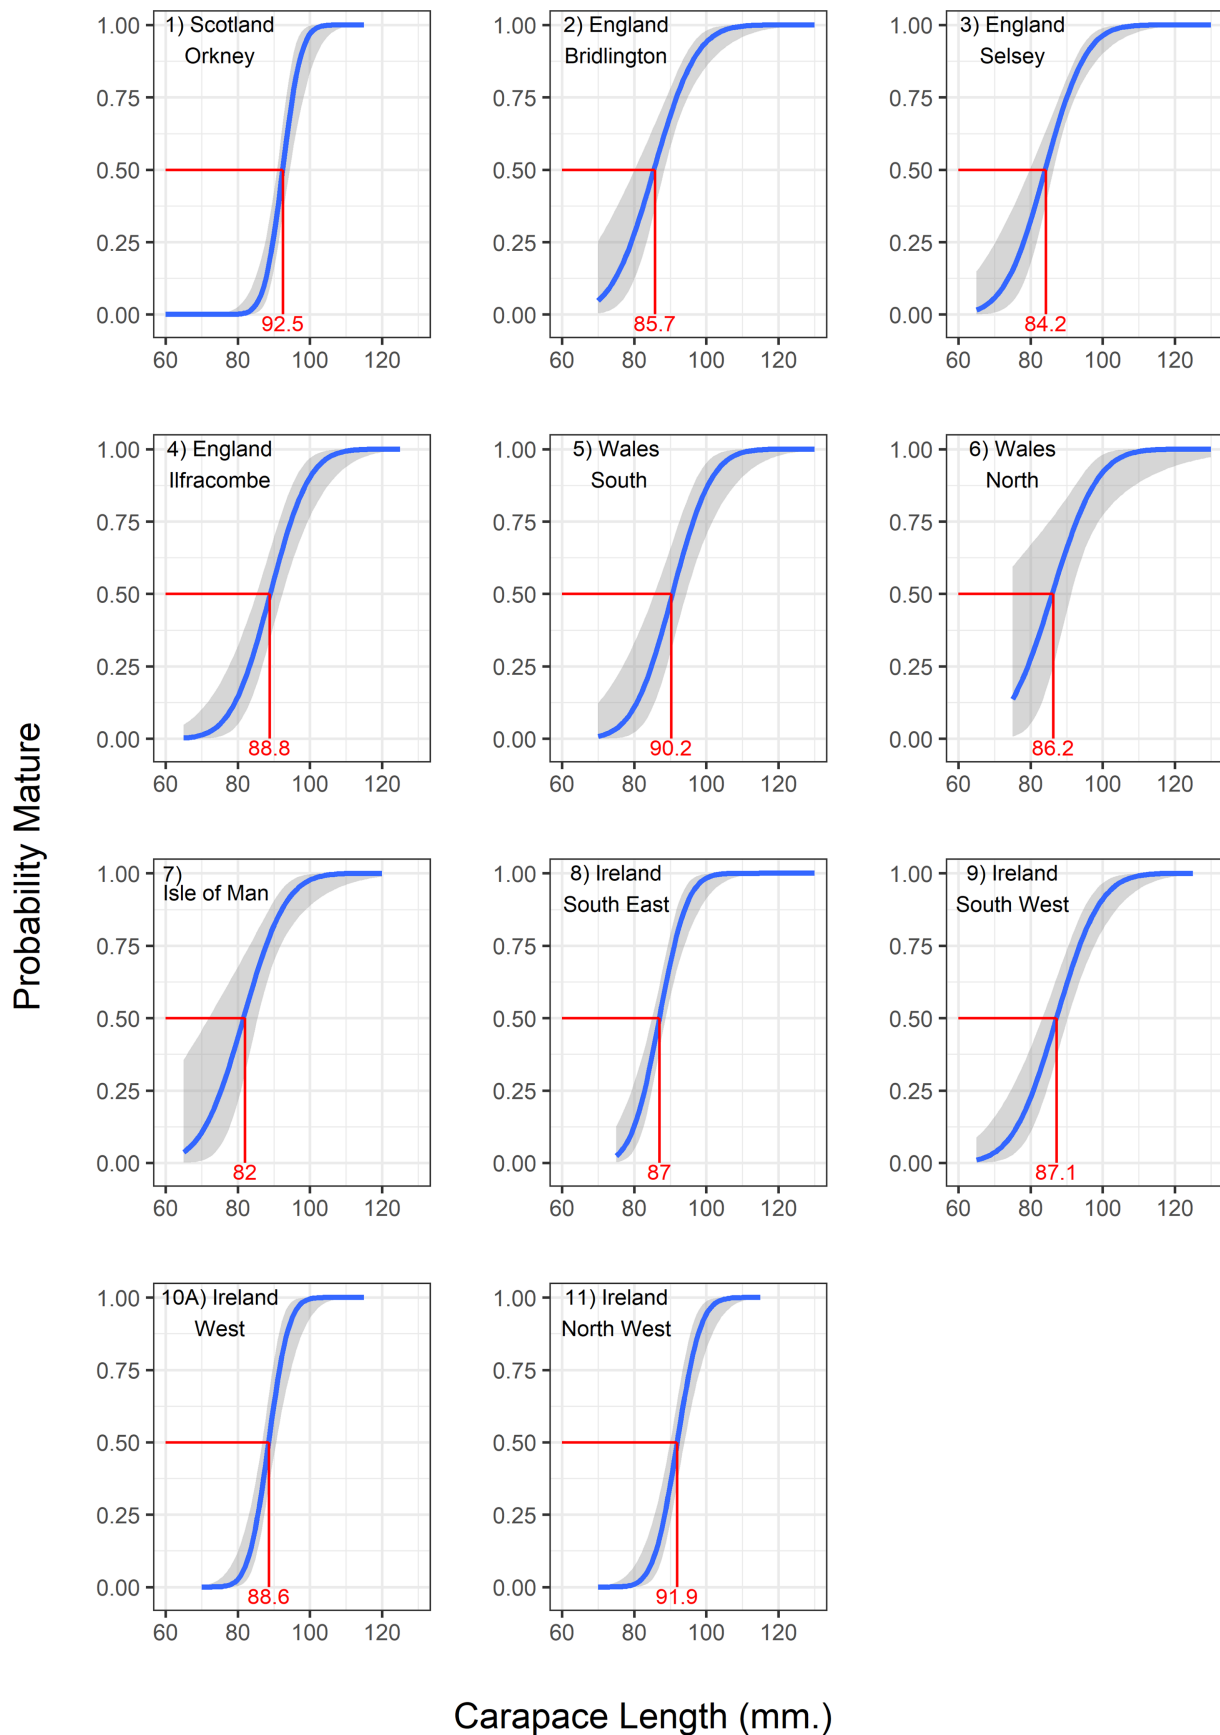 Probability Mature
1) Scotland
Orkney
1.00
0.75
0.50
0.25
0.00
92.5
60 80 100 120
2) England
Bridlington
1.00
0.75
0.50
0.25
0.00
85.7
60 80 100 120
3) England
Selsey
1.00
0.75
0.50
0.25
0.00
84.2
60 80 100 120
4) England
Ilfracombe
1.00
0.75
0.50
0.25
0.00
88.8
60 80 100 120
5) Wales
South
1.00
0.75
0.50
0.25
0.00
90.2
60 80 100 120
6) Wales
North
1.00
0.75
0.50
0.25
0.00
86.2
60 80 100 120
7)
Isle of Man
1.00
0.75
0.50
0.25
0.00
82
60 80 100 120
8) Ireland
South East
1.00
0.75
0.50
0.25
0.00
87
60 80 100 120
9) Ireland
South West
1.00
0.75
0.50
0.25
0.00
87.1
60 80 100 120
10A) Ireland
West
1.00
0.75
0.50
0.25
0.00
88.6
60 80 100 120
11) Ireland
North West
1.00
0.75
0.50
0.25
0.00
91.9
60 80 100 120
Carapace Length (mm.)